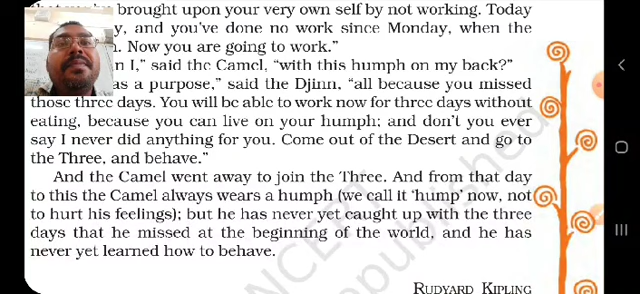 brought upon your very own self by not working. Today
and you've done no work since Monday, when the
Now you are going to work."
I," said the Camel, "with this humph on my back?"
as a purpose," said the Djinn, "all because you missed
those three days. You will be able to work now for three days without
eating, because you can live on your humph; and don't you ever
say I never did anything for you. Come out of the Desert and go to
the Three, and behave."
And the Camel went away to join the Three. And from that day
to this the Camel always wears a humph (we call it 'hump' now, not
to hurt his feelings); but he has never yet caught up with the three
days that he missed at the beginning of the world, and he has
never yet learned how to behave.
RUDYARD KIPLING
NCERT
republished